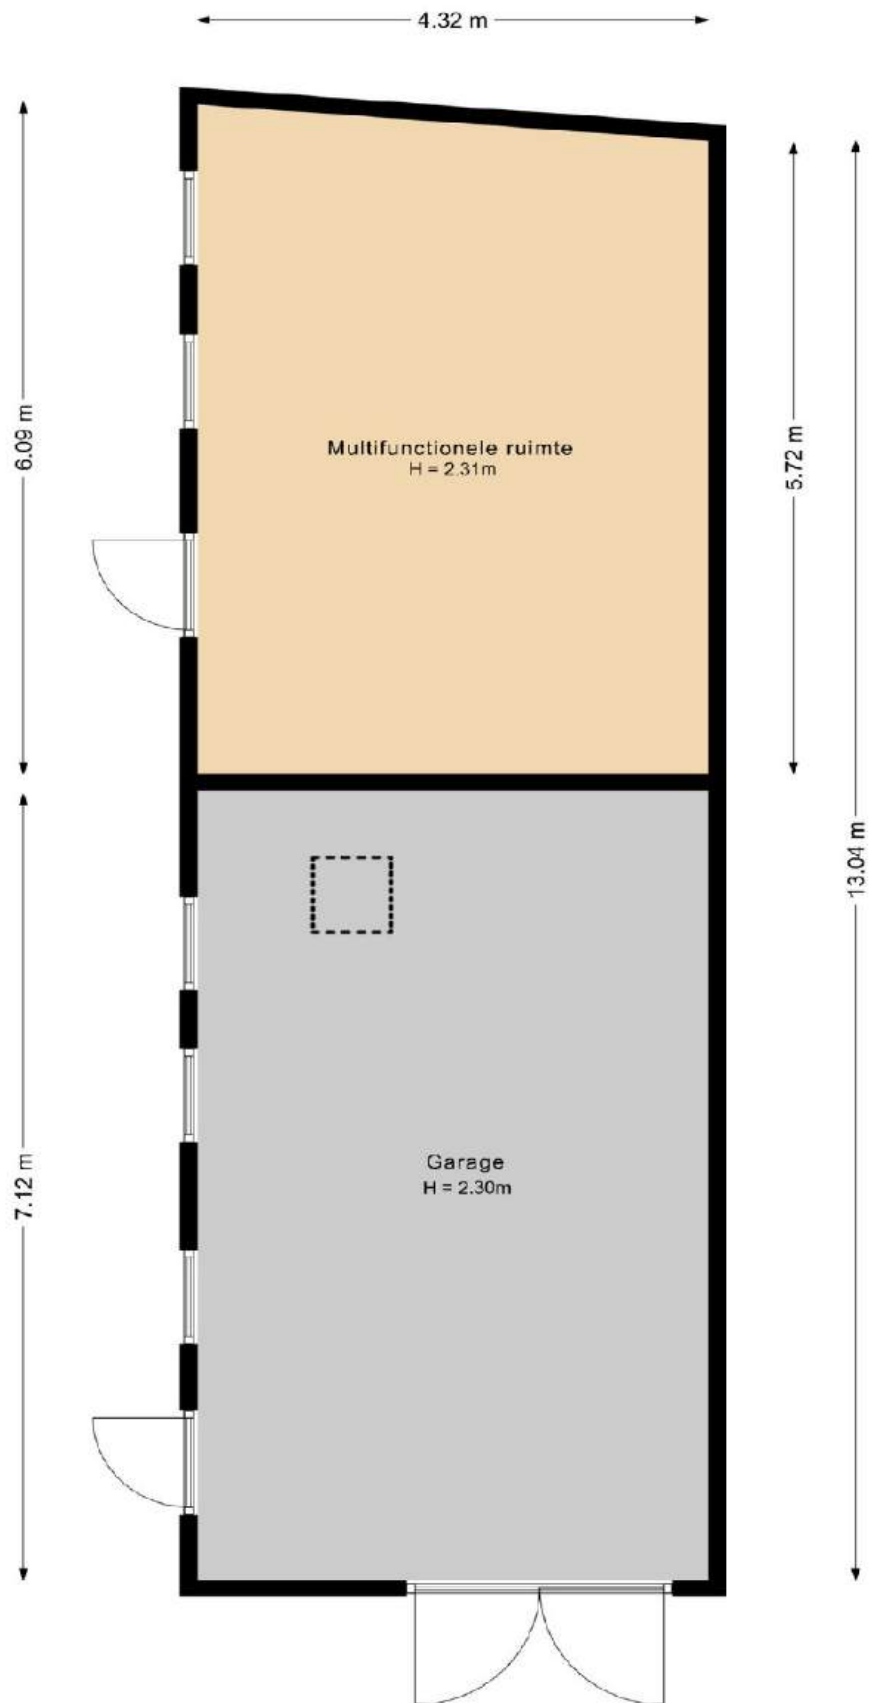 4.32 m
6.09 m
5.72 m
Multifunctionele ruimte
H = 2.31m
13.04 m
7.12 m
Garage
H = 2.30m